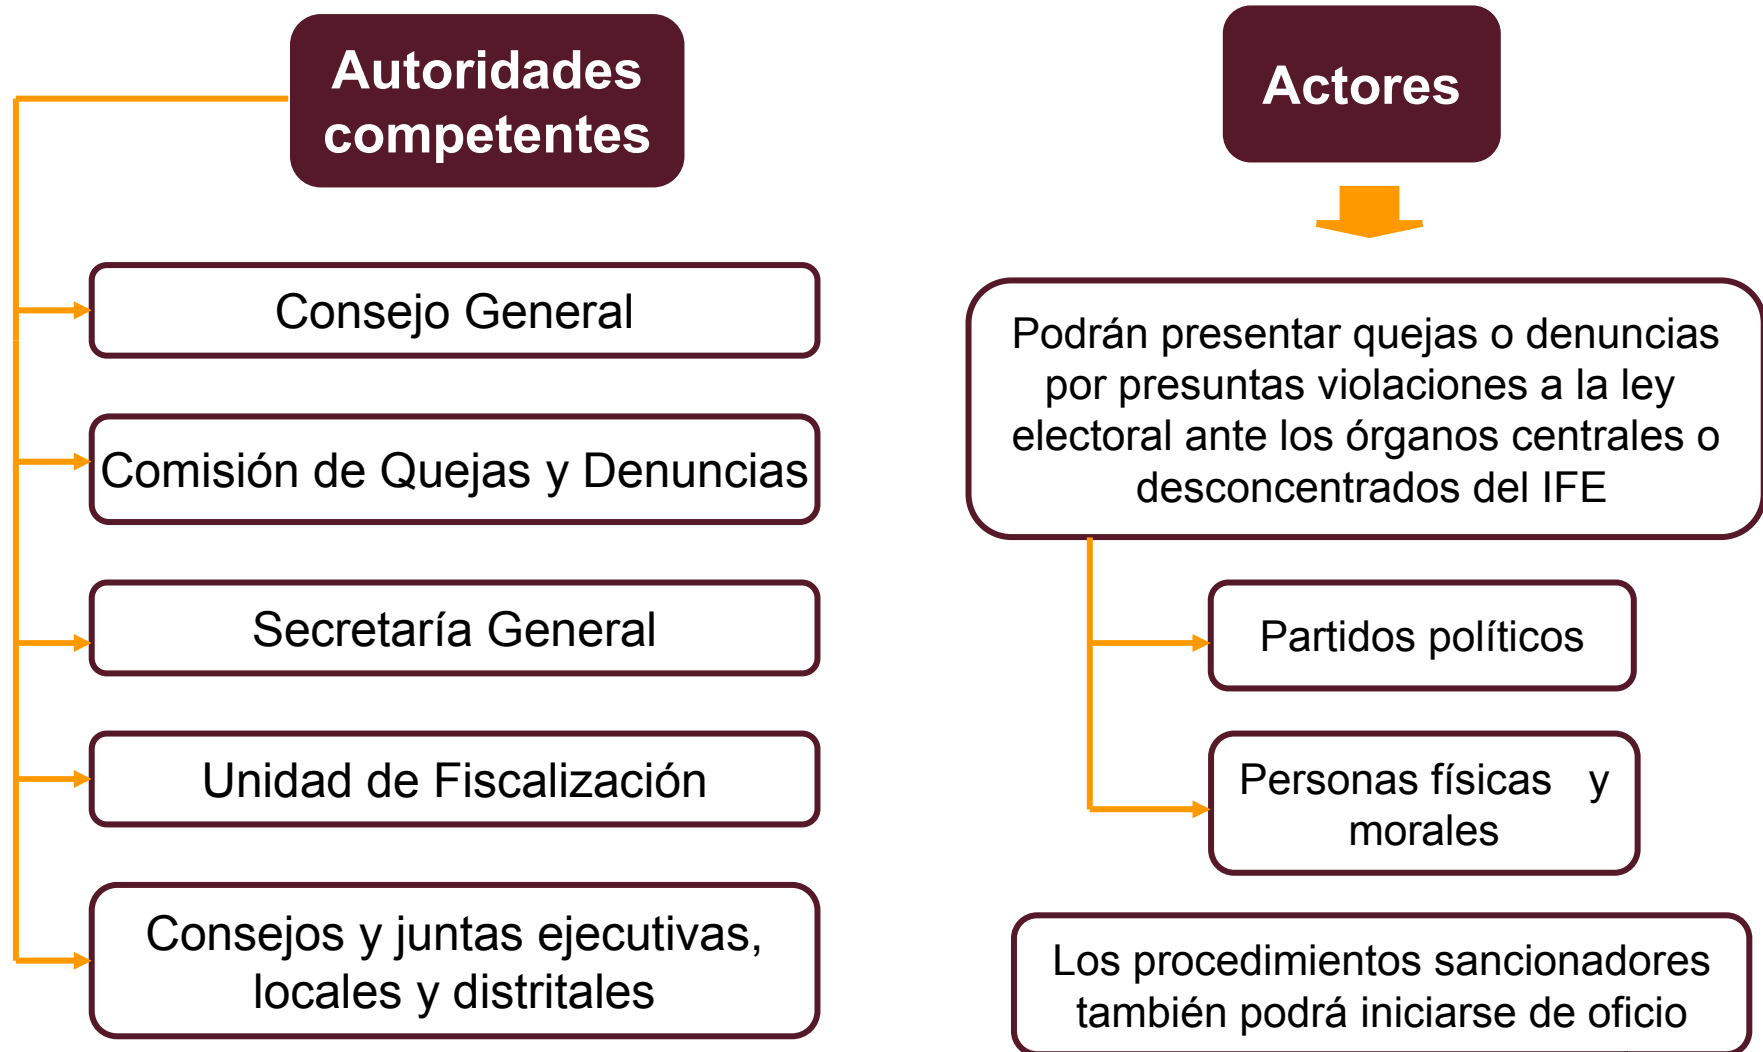 Autoridades
competentes
Consejo General
Comisión de Quejas y Denuncias
Secretaría General
Unidad de Fiscalización
Consejos y juntas ejecutivas,
locales y distritales
Actores
Podrán presentar quejas o denuncias
por presuntas violaciones a la ley
electoral ante los órganos centrales o
desconcentrados del IFE
Partidos políticos
Personas físicas y
morales
Los procedimientos sancionadores
también podrá iniciarse de oficio